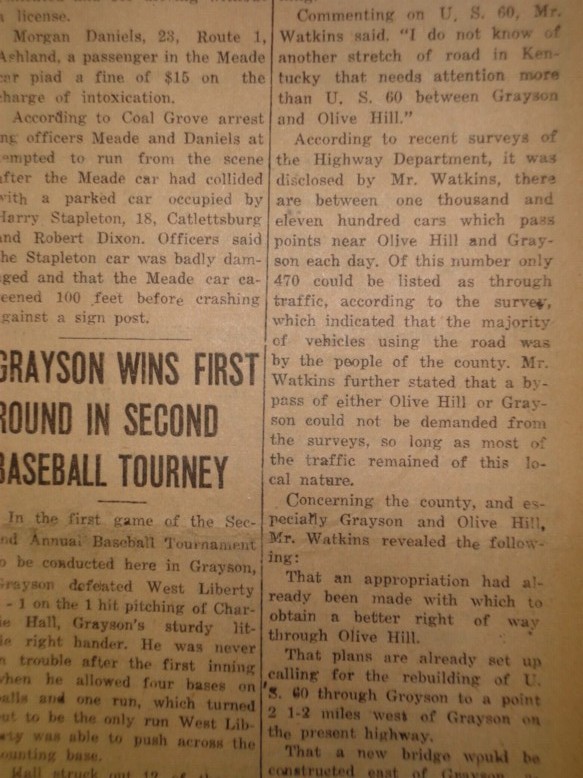 a license.
Morgan Daniels, 23, Route 1,
Ashland, a passenger in the Meade
car piad a fine of $15 on the
charge of intoxication.
According to Coal Grove arrest
ng officers Meade and Daniels at
empted to run from the scene
after the Meade car had collided
with a parked car occupied by
Harry Stapleton, 18, Catlettsburg
and Robert Dixon. Officers said
the Stapleton car was badly dam-
ged and that the Meade car ca-
eened 100 feet before crashing
against a sign post.
GRAYSON WINS FIRST
ROUND IN SECOND
BASEBALL TOURNEY
In the first game of the Sec-
nd Annual Baseball Tournament
o be conducted here in Grayson,
Grayson defeated West Liberty
- 1 on the 1 hit pitching of Char-
ie Hall, Grayson's sturdy lit-
le right hander. He was never
n trouble after the first inning
when he allowed four bases on
balls and one run, which turned
ut to be the only run West Lib-
rty was able to push across the
ounting base.
Hall struck out 12
Commenting on U. S. 60, Mr.
Watkins said. "I do not know of
another stretch of road in Ken-
tucky that needs attention more
than U. S. 60 between Grayson
and Olive Hill."
According to recent surveys of
the Highway Department, it was
disclosed by Mr. Watkins, there
are between one thousand and
eleven hundred cars which pass
points near Olive Hill and Gray-
son each day. Of this number only
470 could be listed as through
traffic, according to the survey,
which indicated that the majority
of vehicles using the road was
by the people of the county. Mr.
Watkins further stated that a by-
pass of either Olive Hill or Gray-
son could not be demanded from
the surveys, so long as most of
the traffic remained of this lo-
cal nature.
Concerning the county, and es-
pecially Grayson and Olive Hill,
Mr. Watkins revealed the follow-
ing:
That an appropriation had al-
ready been made with which to
obtain a better right of way
through Olive Hill.
That plans are already set up
calling for the rebuilding of U.
S. 60 through Groyson to a point
2 1-2 miles west of Grayson on
the present highway.
That a new bridge would be
constructed east of Grayson